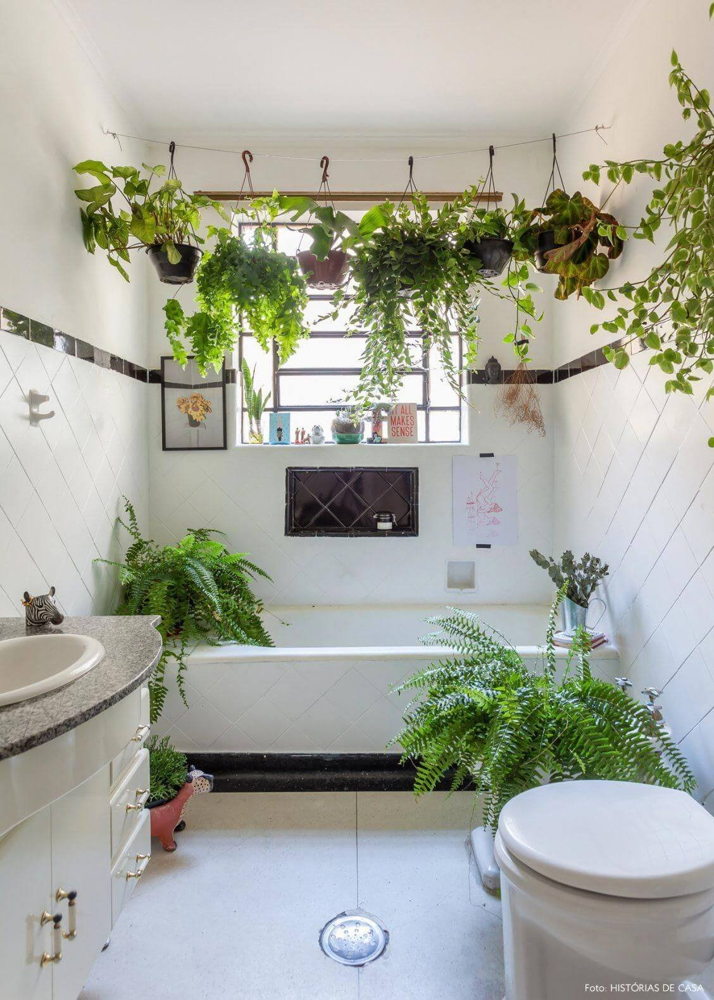 IT ALL
MAKES
SENSE
Foto: HISTÓRIAS DE CASA